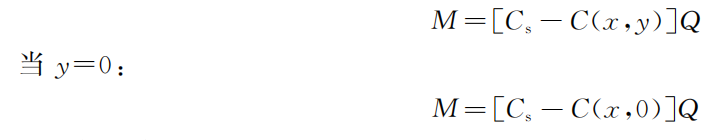 M=[Cₛ－C(x,y)]Q
当 y=0：
M=[Cₛ－C(x,0)]Q